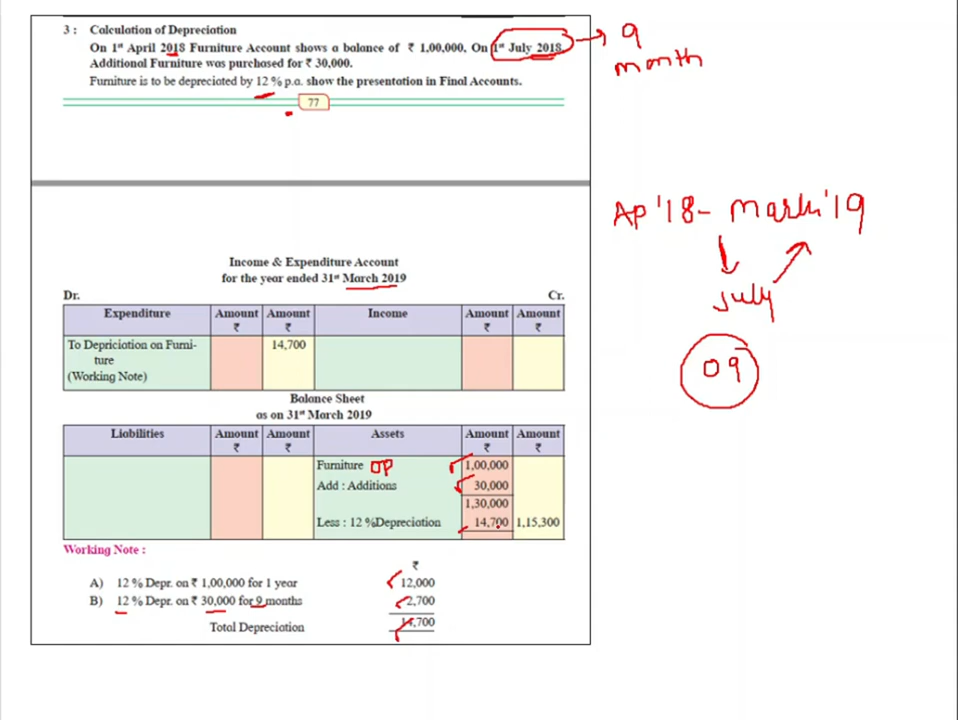 3 : Calculation of Depreciation
On 1st April 2018 Furniture Account shows a balance of ₹ 1,00,000. On 1st July 2018, → 9
Additional Furniture was purchased for ₹ 30,000. month
Furniture is to be depreciated by 12 % p.a. show the presentation in Final Accounts.
77
Ap '18 - March '19
July
09
Income & Expenditure Account
for the year ended 31st March 2019
Dr. Cr.
Expenditure Amount ₹ Amount ₹ Income Amount ₹ Amount ₹
To Depriciation on Furni- 14,700
ture
(Working Note)
Balance Sheet
as on 31st March 2019
Liabilities Amount ₹ Amount ₹ Assets Amount ₹ Amount ₹
Furniture OP 1,00,000
Add : Additions 30,000
1,30,000
Less : 12 %Depreciation 14,700 1,15,300
Working Note :
₹
A) 12 % Depr. on ₹ 1,00,000 for 1 year 12,000
B) 12 % Depr. on ₹ 30,000 for 9 months 2,700
Total Depreciation 14,700